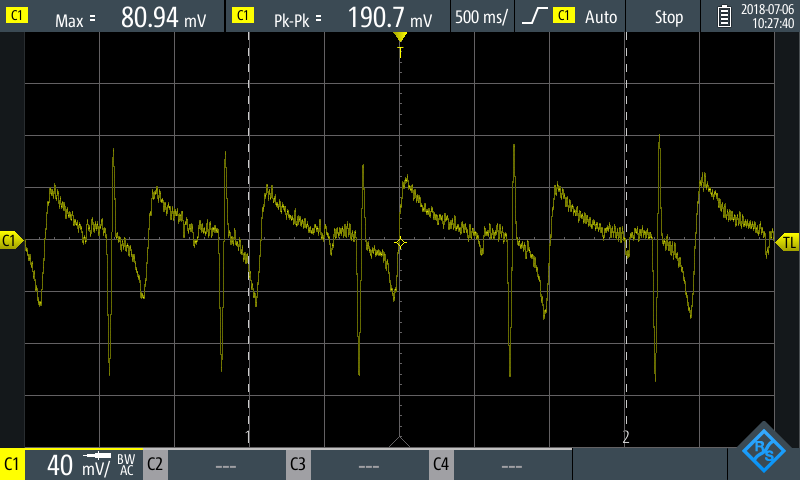 C1 Max = 80.94 mV C1 Pk-Pk = 190.7 mV 500 ms/ C1 Auto Stop 2018-07-06
10:27:40
T
C1 TL
1 2
C1 40 mV/ BW AC C2 --- C3 --- C4 --- R&S